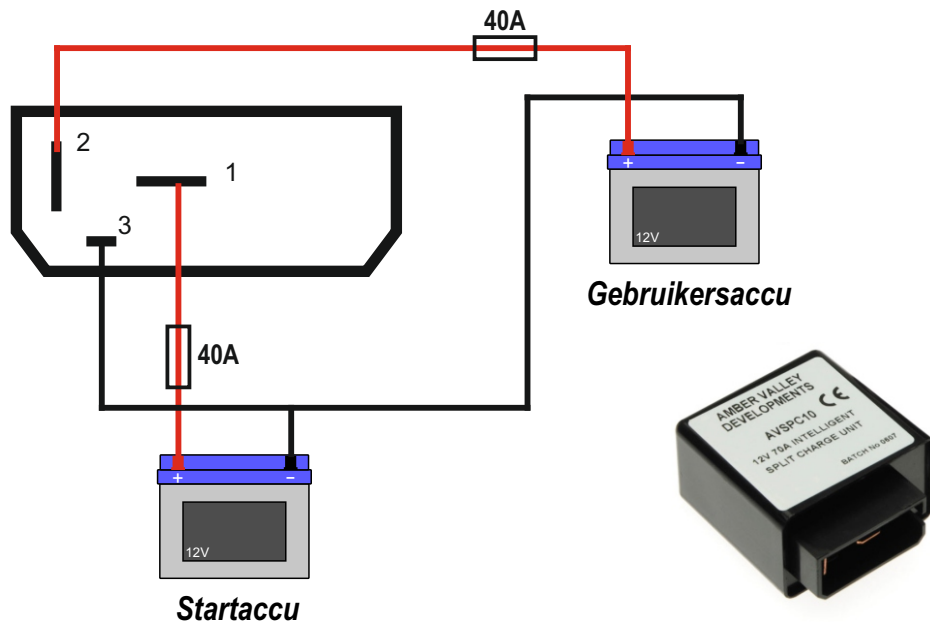 40A
2
1
3
+
−
12V
Gebruikersaccu
40A
+
−
12V
Startaccu
AMBER VALLEY
DEVELOPMENTS
AVSPC10 CE
12V 70A INTELLIGENT
SPLIT CHARGE UNIT
BATCH No 0607